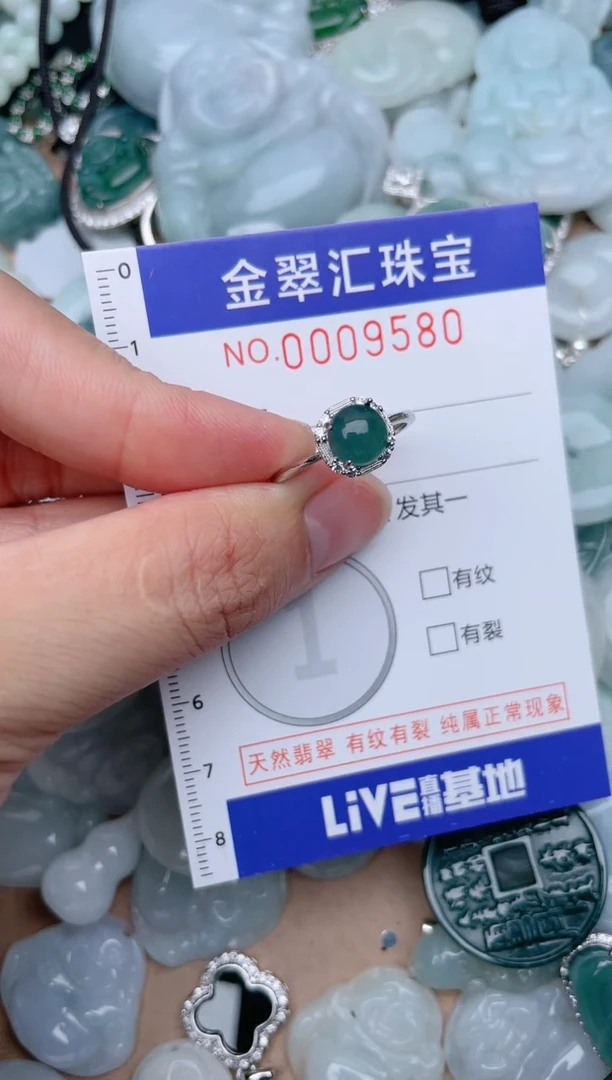 0
金翠汇珠宝
1
NO.0009580
发其一
□有纹
□有裂
1
6
天然翡翠 有纹有裂 纯属正常现象
7
LiVE直播基地
8